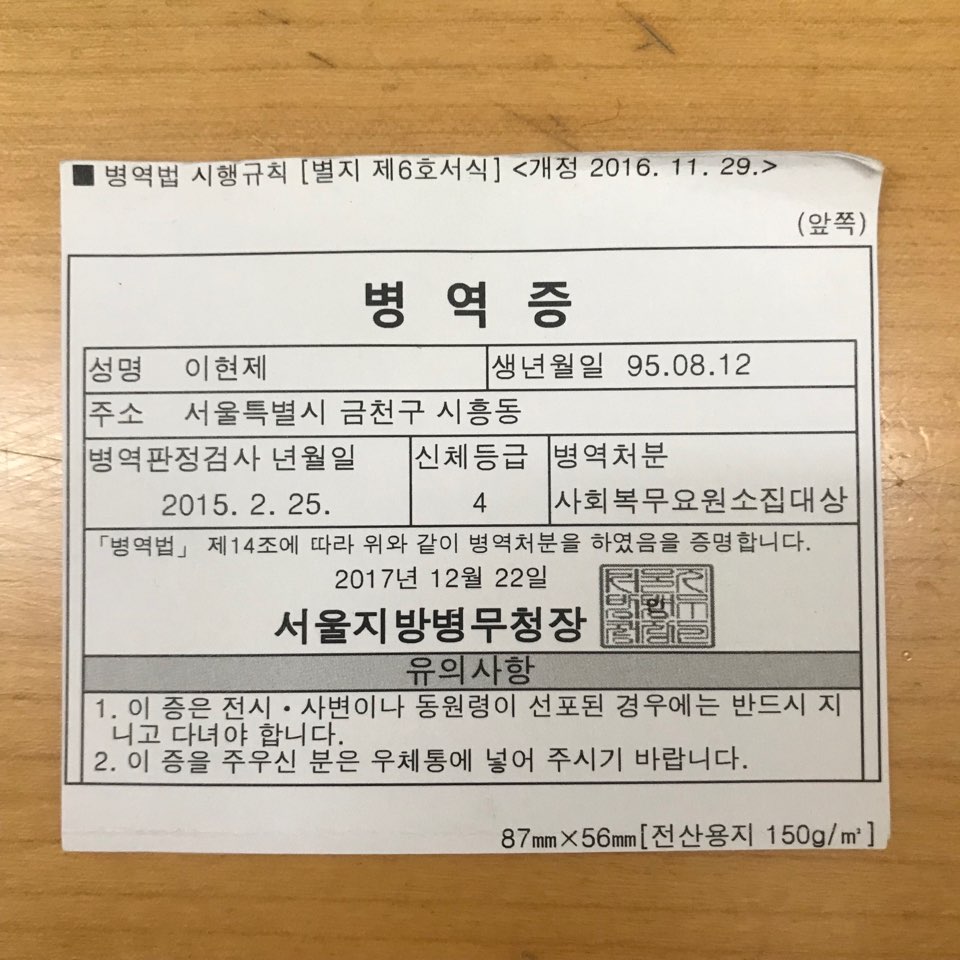 ■ 병역법 시행규칙 [별지 제6호서식] <개정 2016. 11. 29.>
(앞쪽)
병 역 증
성명 이현제 생년월일 95.08.12
주소 서울특별시 금천구 시흥동
병역판정검사 년월일 신체등급 병역처분
2015. 2. 25. 4 사회복무요원소집대상
「병역법」 제14조에 따라 위와 같이 병역처분을 하였음을 증명합니다.
2017년 12월 22일
서울지방병무청장 인
유의사항
1. 이 증은 전시・사변이나 동원령이 선포된 경우에는 반드시 지
니고 다녀야 합니다.
2. 이 증을 주우신 분은 우체통에 넣어 주시기 바랍니다.
87㎜×56㎜[전산용지 150g/㎡]